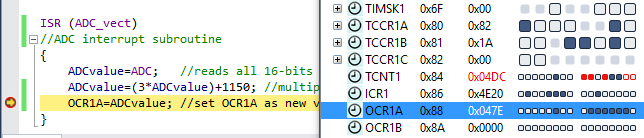 ISR (ADC_vect)
//ADC interrupt subroutine
{
ADCvalue=ADC; //reads all 16-bits
ADCvalue=(3*ADCvalue)+1150; //multip
OCR1A=ADCvalue; //set OCR1A as new v
}
TIMSK1 0x6F 0x00
TCCR1A 0x80 0x82
TCCR1B 0x81 0x1A
TCCR1C 0x82 0x00
TCNT1 0x84 0x04DC
ICR1 0x86 0x4E20
OCR1A 0x88 0x047E
OCR1B 0x8A 0x0000